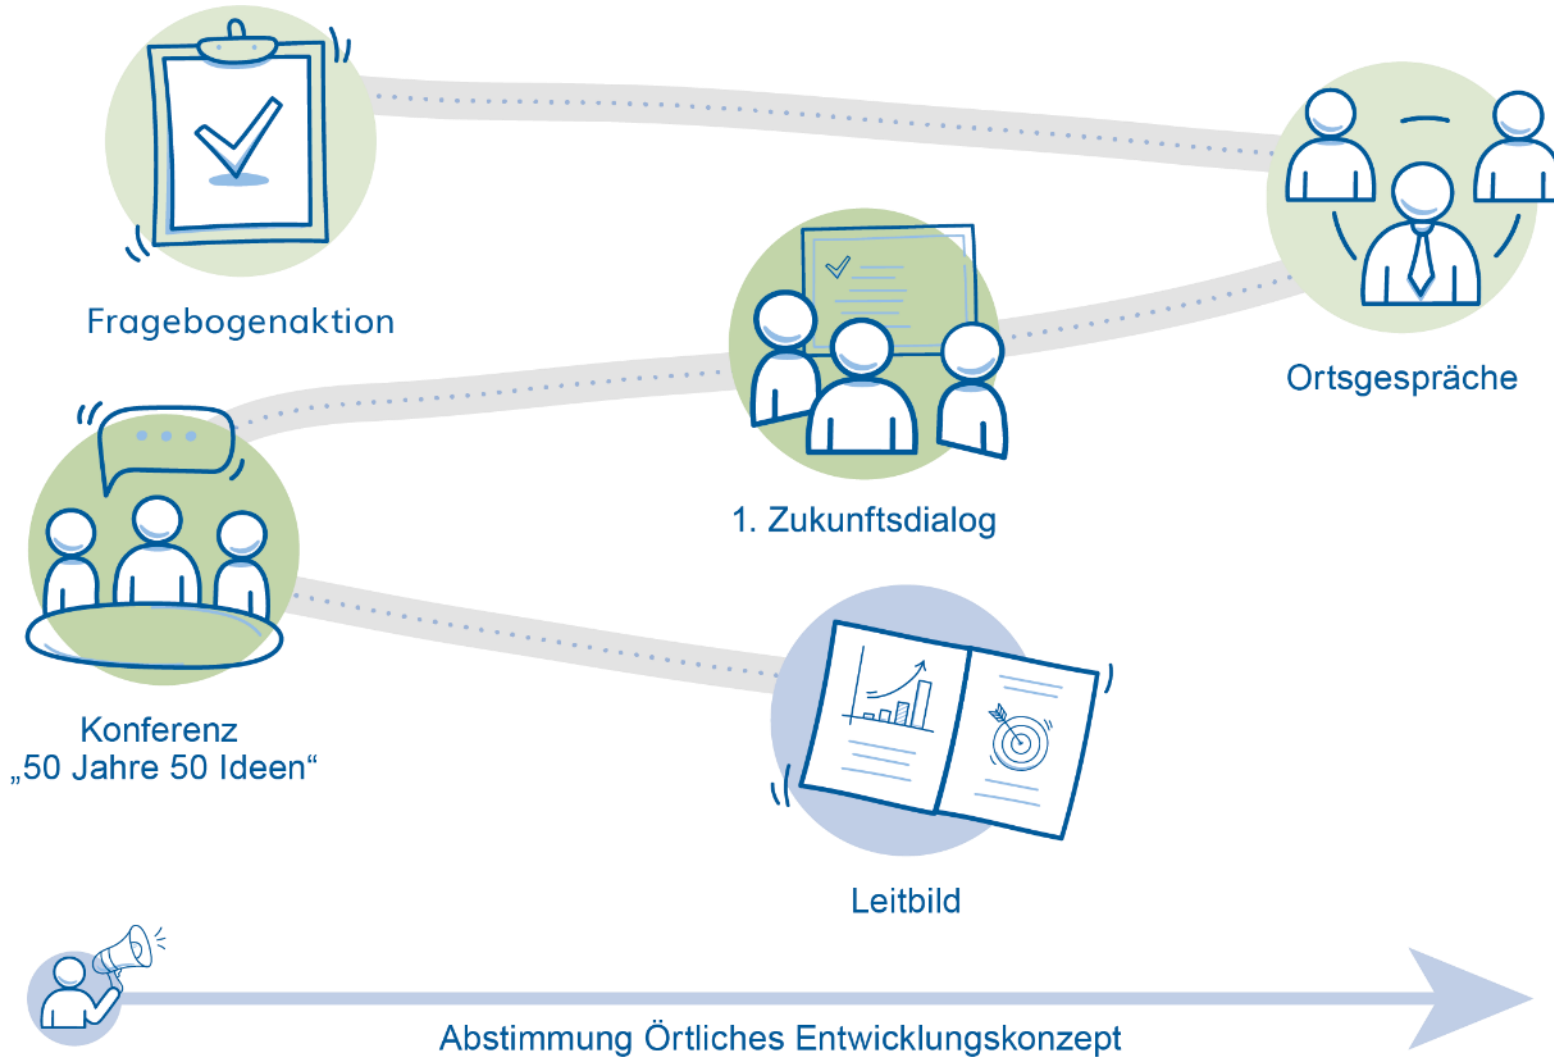 Fragebogenaktion
Ortsgespräche
1. Zukunftsdialog
Konferenz
„50 Jahre 50 Ideen“
Leitbild
Abstimmung Örtliches Entwicklungskonzept